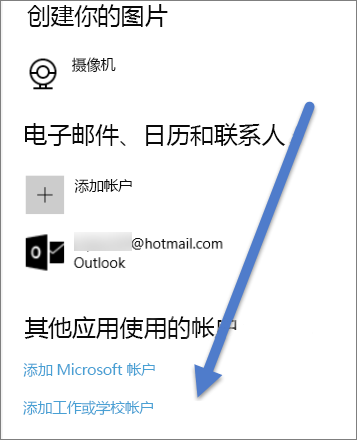 创建你的图片
摄像机
电子邮件、日历和联系人
添加帐户
@hotmail.com
Outlook
其他应用使用的帐户
添加 Microsoft 帐户
添加工作或学校帐户